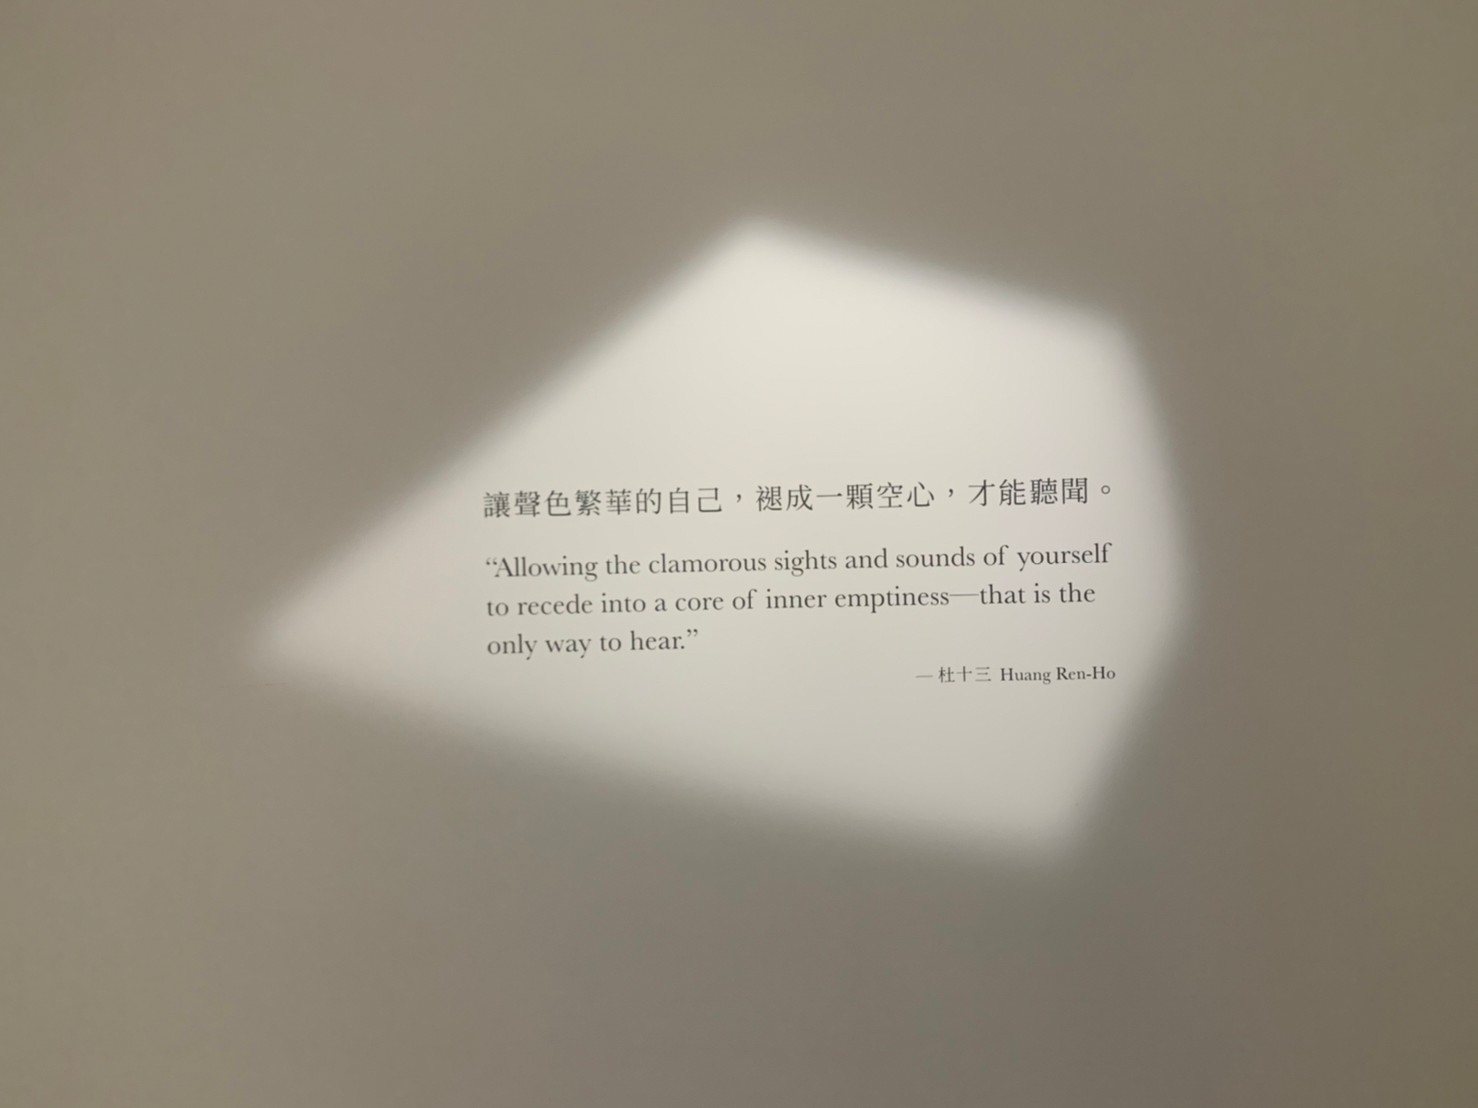 讓聲色繁華的自己，褪成一顆空心，才能聽聞。
“Allowing the clamorous sights and sounds of yourself
to recede into a core of inner emptiness—that is the
only way to hear.”
— 杜十三 Huang Ren-Ho